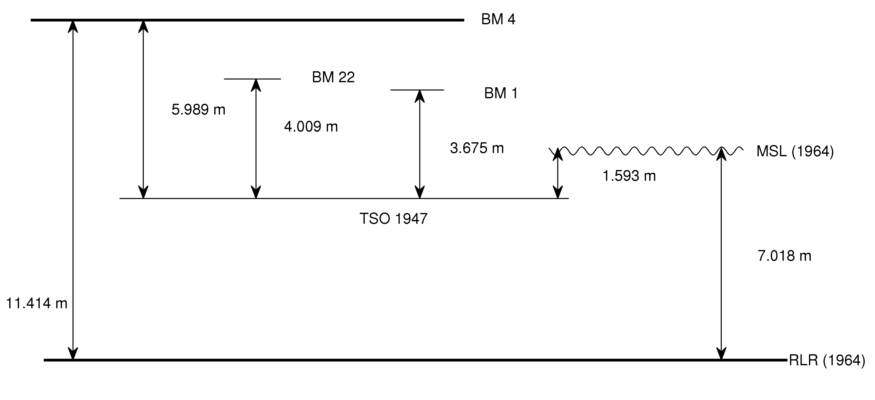 BM 4
BM 22
BM 1
5.989 m
4.009 m
3.675 m
MSL (1964)
1.593 m
TSO 1947
7.018 m
11.414 m
RLR (1964)